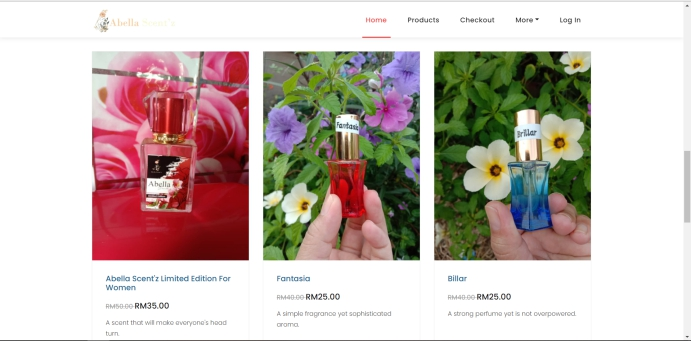 Abella Scent'z
Home
Products
Checkout
More
Log In
Abella
Fantasia
Brillar
Abella Scent'z Limited Edition For
Women
RM50.00 RM35.00
A scent that will make everyone's head
turn.
Fantasia
RM40.00 RM25.00
A simple fragrance yet sophisticated
aroma.
Billar
RM40.00 RM25.00
A strong perfume yet is not overpowered.